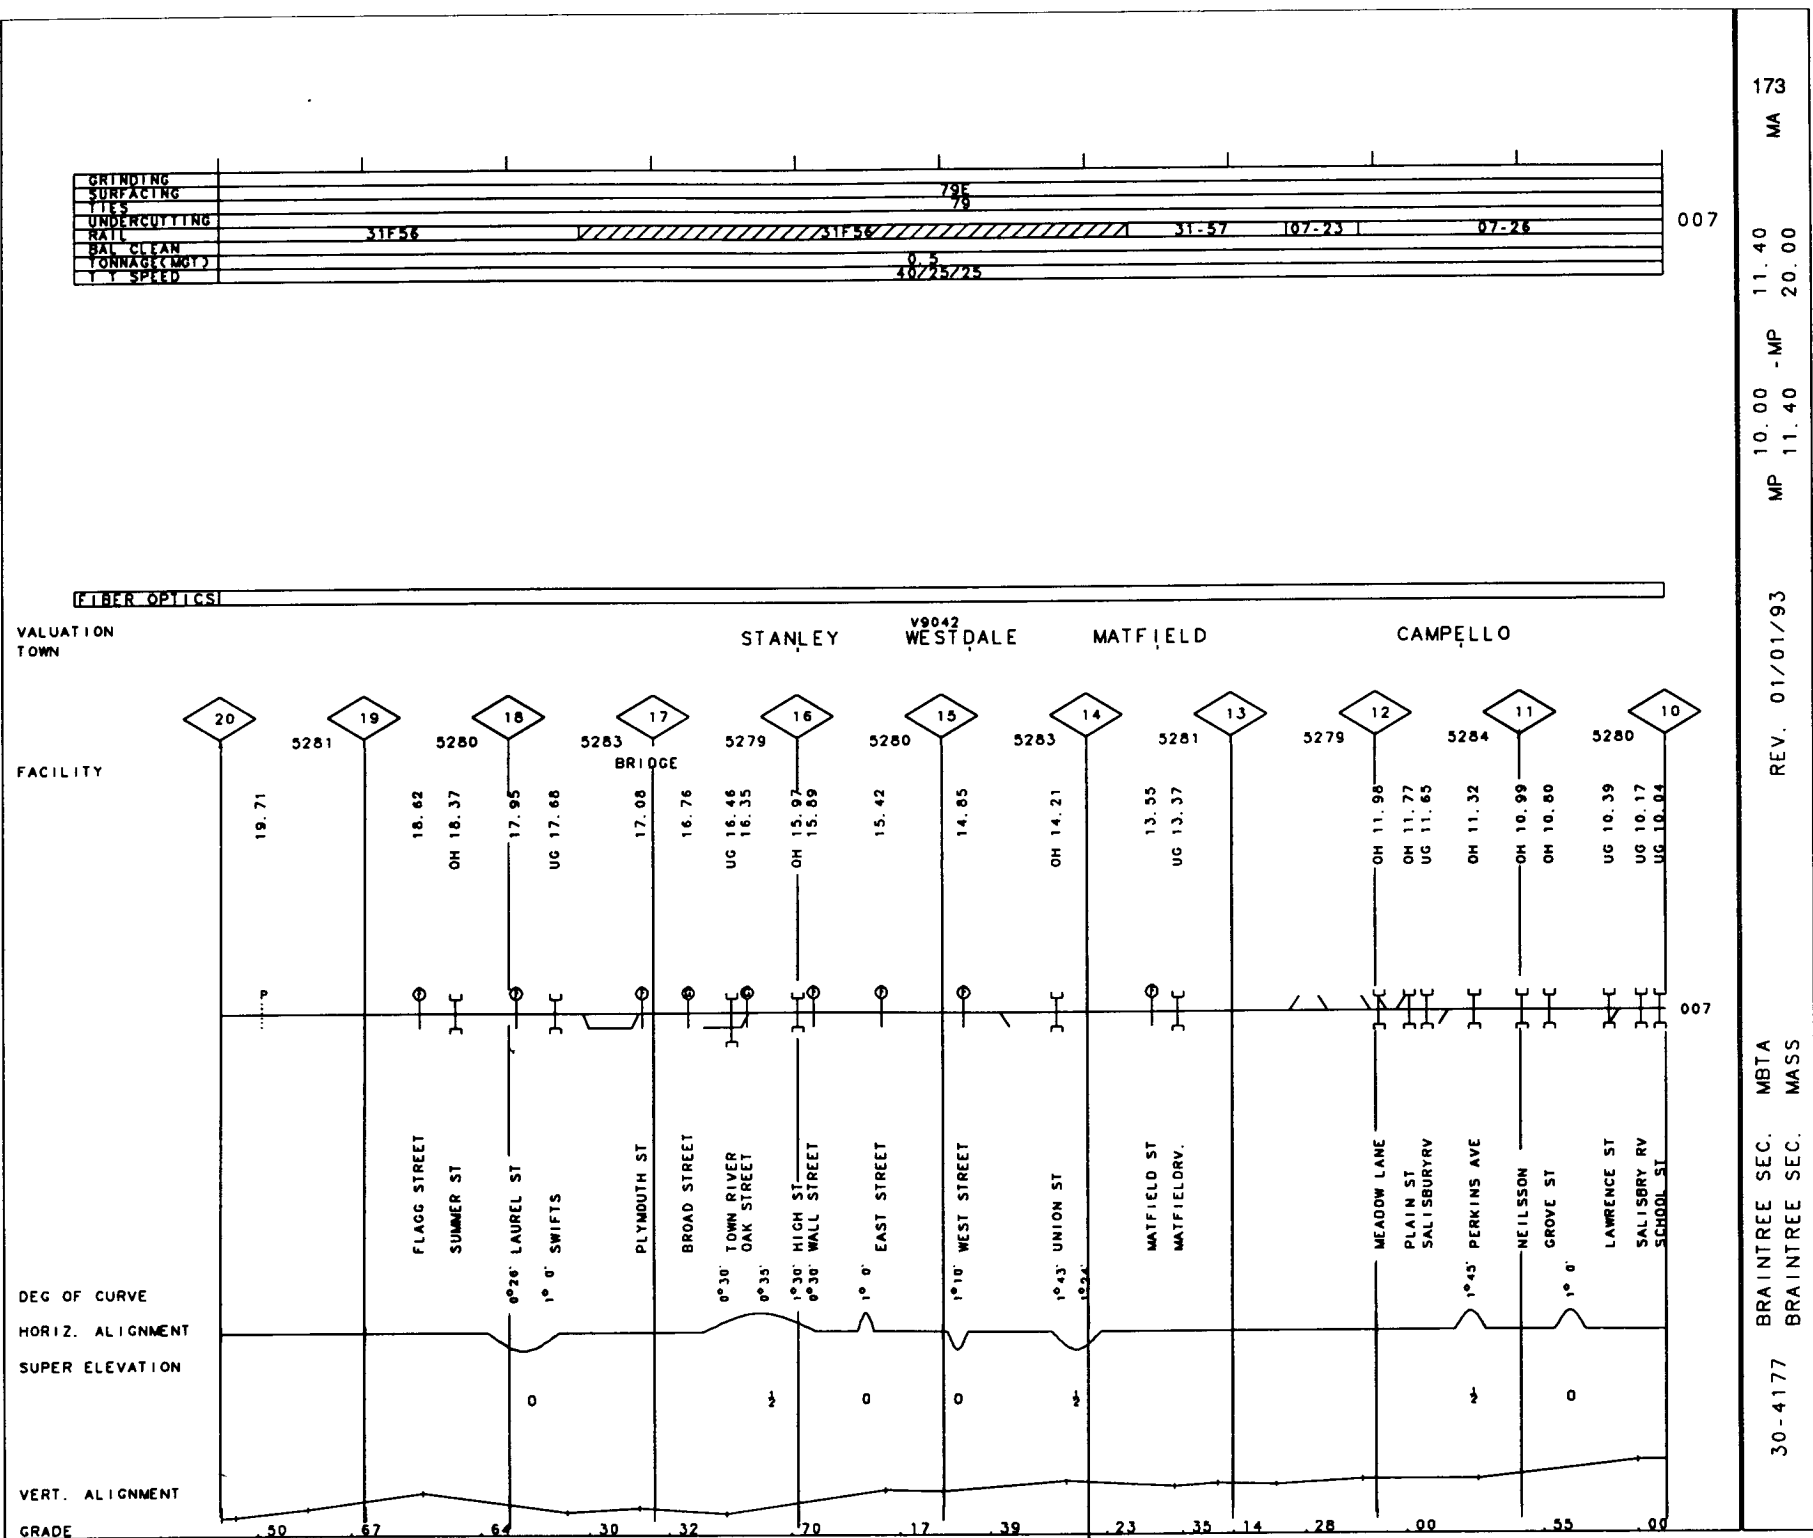 GRINDING
SURFACING 79E
TIES 79
UNDERCUTTING
RAIL 31F56 31F56 31-57 07-23 07-26
BAL CLEAN
TONNAGE(MGT) 0.5
T T SPEED 40/25/25
007
FIBER OPTICS
VALUATION V9042
TOWN STANLEY WESTDALE MATFIELD CAMPELLO
20 19 18 17 16 15 14 13 12 11 10
5281 5280 5283 5279 5280 5283 5281 5279 5284 5280
BRIDGE
FACILITY
19.71
18.62
OH 18.37
17.95
UG 17.68
17.08
16.76
UG 16.46
16.35
OH 15.97
15.89
15.42
14.85
OH 14.21
13.55
UG 13.37
OH 11.98
OH 11.77
UG 11.65
OH 11.32
OH 10.99
OH 10.80
UG 10.39
UG 10.17
UG 10.04
P
007
FLAGG STREET
SUMMER ST
LAUREL ST
SWIFTS
PLYMOUTH ST
BROAD STREET
TOWN RIVER
OAK STREET
HIGH ST
WALL STREET
EAST STREET
WEST STREET
UNION ST
MATFIELD ST
MATFIELDRV.
MEADOW LANE
PLAIN ST
SALISBURYRV
PERKINS AVE
NEILSSON
GROVE ST
LAWRENCE ST
SALISBRY RV
SCHOOL ST
DEG OF CURVE 0°26' 1° 0' 0°30' 0°35' 1°30' 0°30' 1° 0' 1°10' 1°43' 1°24' 1°45' 1° 0'
HORIZ. ALIGNMENT
SUPER ELEVATION
0 ½ 0 0 ½ ½ 0
VERT. ALIGNMENT
GRADE .50 .67 .64 .30 .32 .70 .17 .39 .23 .35 .14 .28 .00 .55 .00
30-4177 BRAINTREE SEC. MBTA REV. 01/01/93 MP 10.00 11.40 MA 173
BRAINTREE SEC. MASS 11.40 -MP 20.00